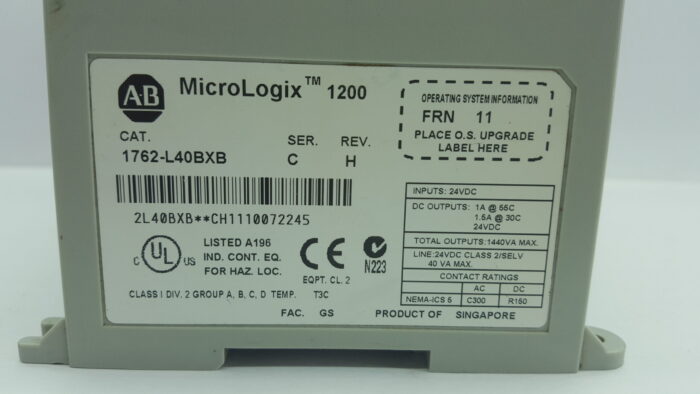 AB
MicroLogix™ 1200
CAT. SER. REV.
1762-L40BXB C H
2L40BXB**CH1110072245
OPERATING SYSTEM INFORMATION
FRN 11
PLACE O.S. UPGRADE
LABEL HERE
C UL US
LISTED A196
IND. CONT. EQ.
FOR HAZ. LOC.
CE
EQPT. CL. 2
N223
CLASS I DIV. 2 GROUP A, B, C, D TEMP. T3C
FAC. GS
PRODUCT OF SINGAPORE
INPUTS: 24VDC
DC OUTPUTS: 1A @ 55C
1.5A @ 30C
24VDC
TOTAL OUTPUTS:1440VA MAX.
LINE:24VDC CLASS 2/SELV
40 VA MAX.
CONTACT RATINGS
AC DC
NEMA-ICS 5 C300 R150